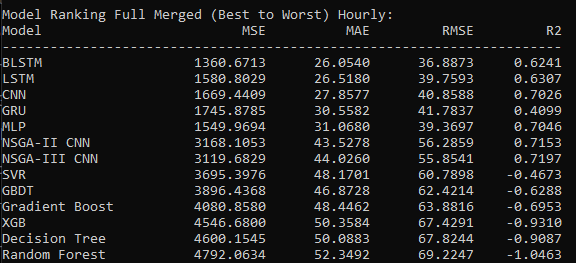 Model Ranking Full Merged (Best to Worst) Hourly:
Model MSE MAE RMSE R2
--------------------------------------------------------------------------------
BLSTM 1360.6713 26.0540 36.8873 0.6241
LSTM 1580.8029 26.5180 39.7593 0.6307
CNN 1669.4409 27.8577 40.8588 0.7026
GRU 1745.8785 30.5582 41.7837 0.4099
MLP 1549.9694 31.0680 39.3697 0.7046
NSGA-II CNN 3168.1053 43.5278 56.2859 0.7153
NSGA-III CNN 3119.6829 44.0260 55.8541 0.7197
SVR 3695.3976 48.1701 60.7898 -0.4673
GBDT 3896.4368 46.8728 62.4214 -0.6288
Gradient Boost 4080.8580 48.4462 63.8816 -0.6953
XGB 4546.6800 50.3584 67.4291 -0.9310
Decision Tree 4600.1545 50.0883 67.8244 -0.9087
Random Forest 4792.0634 52.3492 69.2247 -1.0463